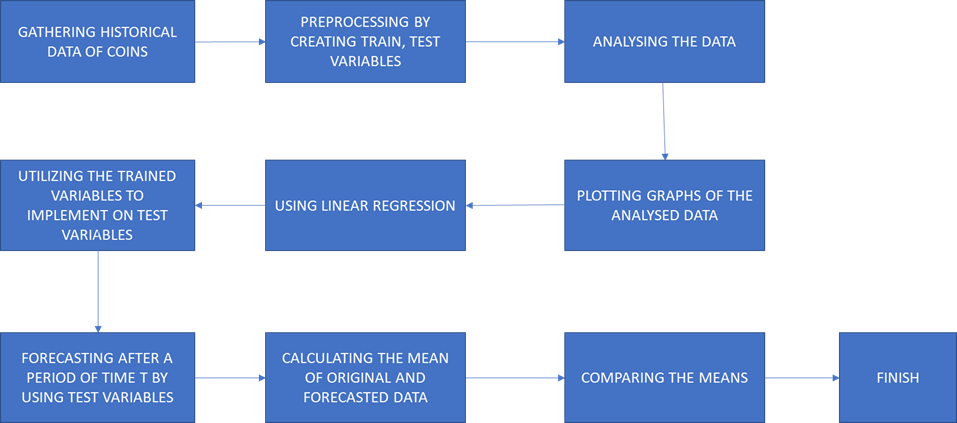 GATHERING HISTORICAL
DATA OF COINS
PREPROCESSING BY
CREATING TRAIN, TEST
VARIABLES
ANALYSING THE DATA
PLOTTING GRAPHS OF THE
ANALYSED DATA
USING LINEAR REGRESSION
UTILIZING THE TRAINED
VARIABLES TO
IMPLEMENT ON TEST
VARIABLES
FORECASTING AFTER A
PERIOD OF TIME T BY
USING TEST VARIABLES
CALCULATING THE MEAN
OF ORIGINAL AND
FORECASTED DATA
COMPARING THE MEANS
FINISH